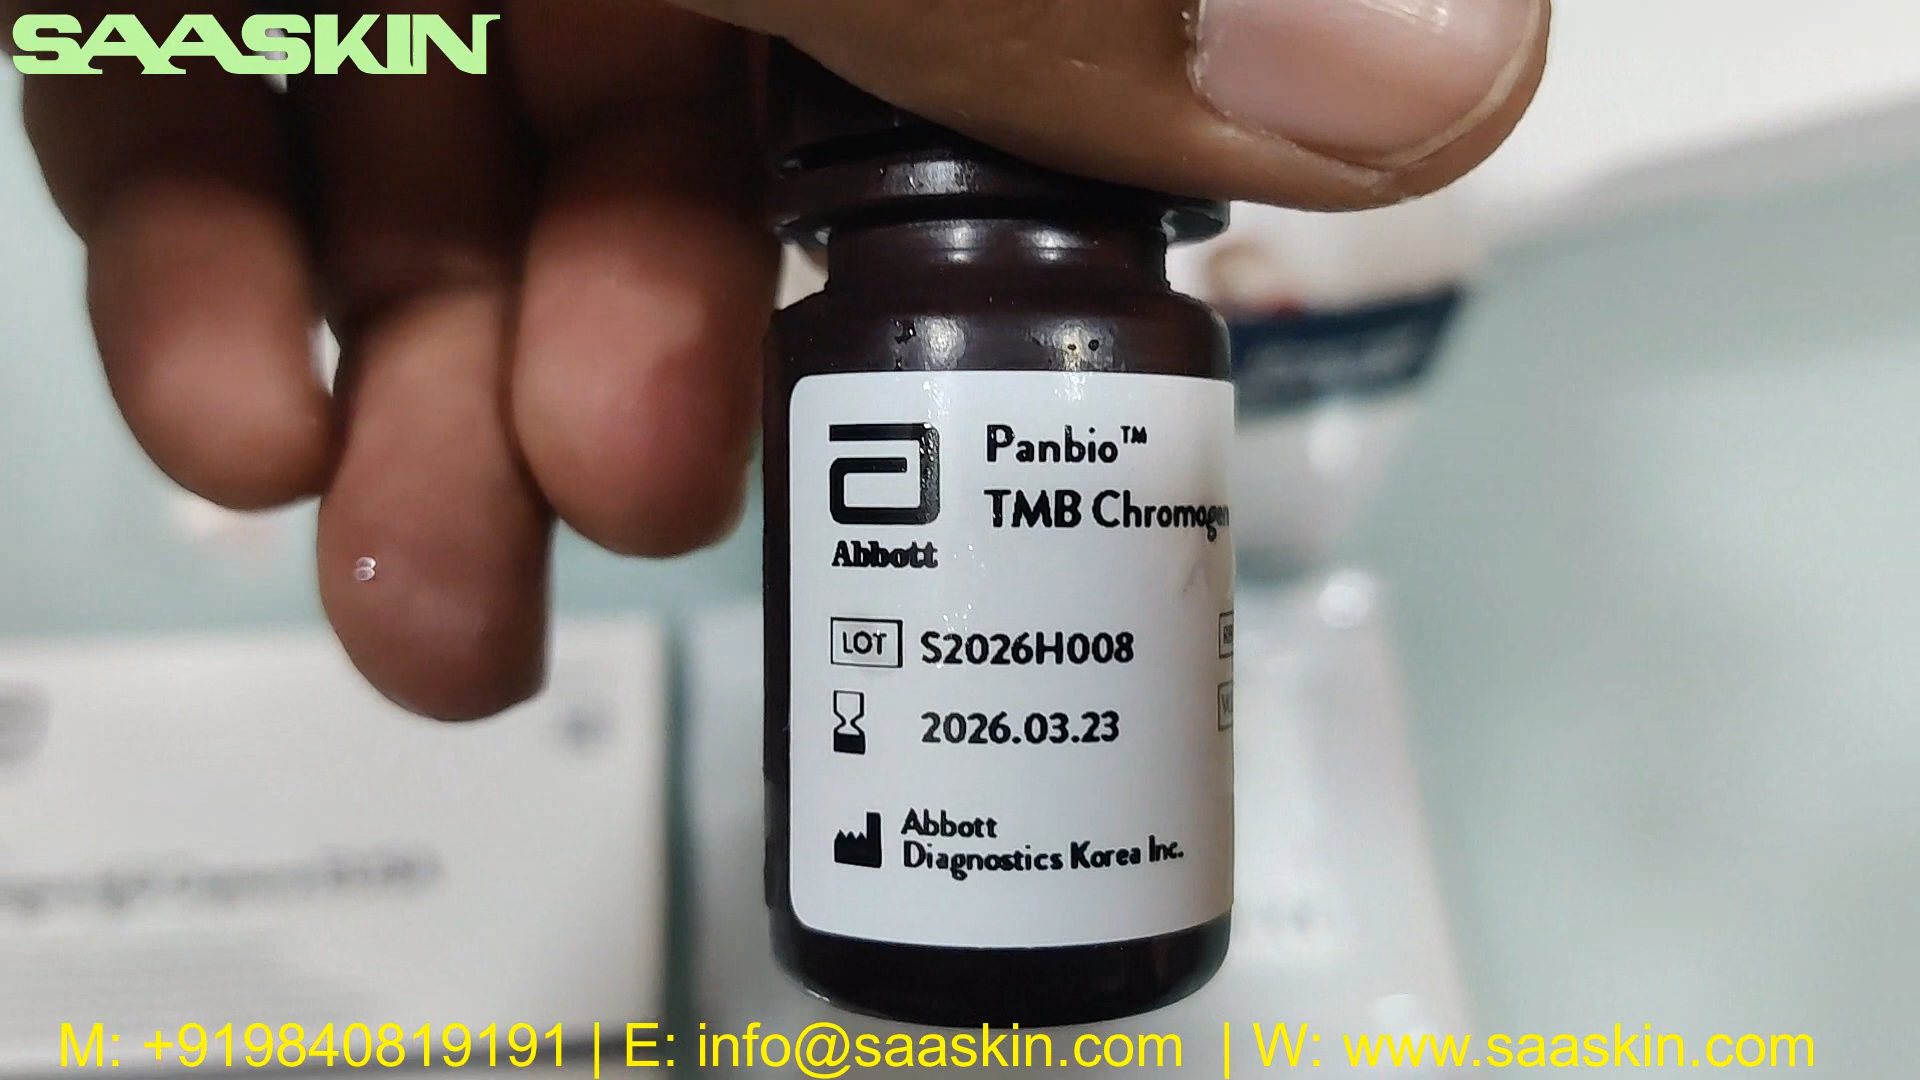 SAASKIN
Panbio™
TMB Chromogen
Abbott
LOT S2026H008
2026.03.23
Abbott
Diagnostics Korea Inc.
M: +919840819191 | E: info@saaskin.com | W: www.saaskin.com